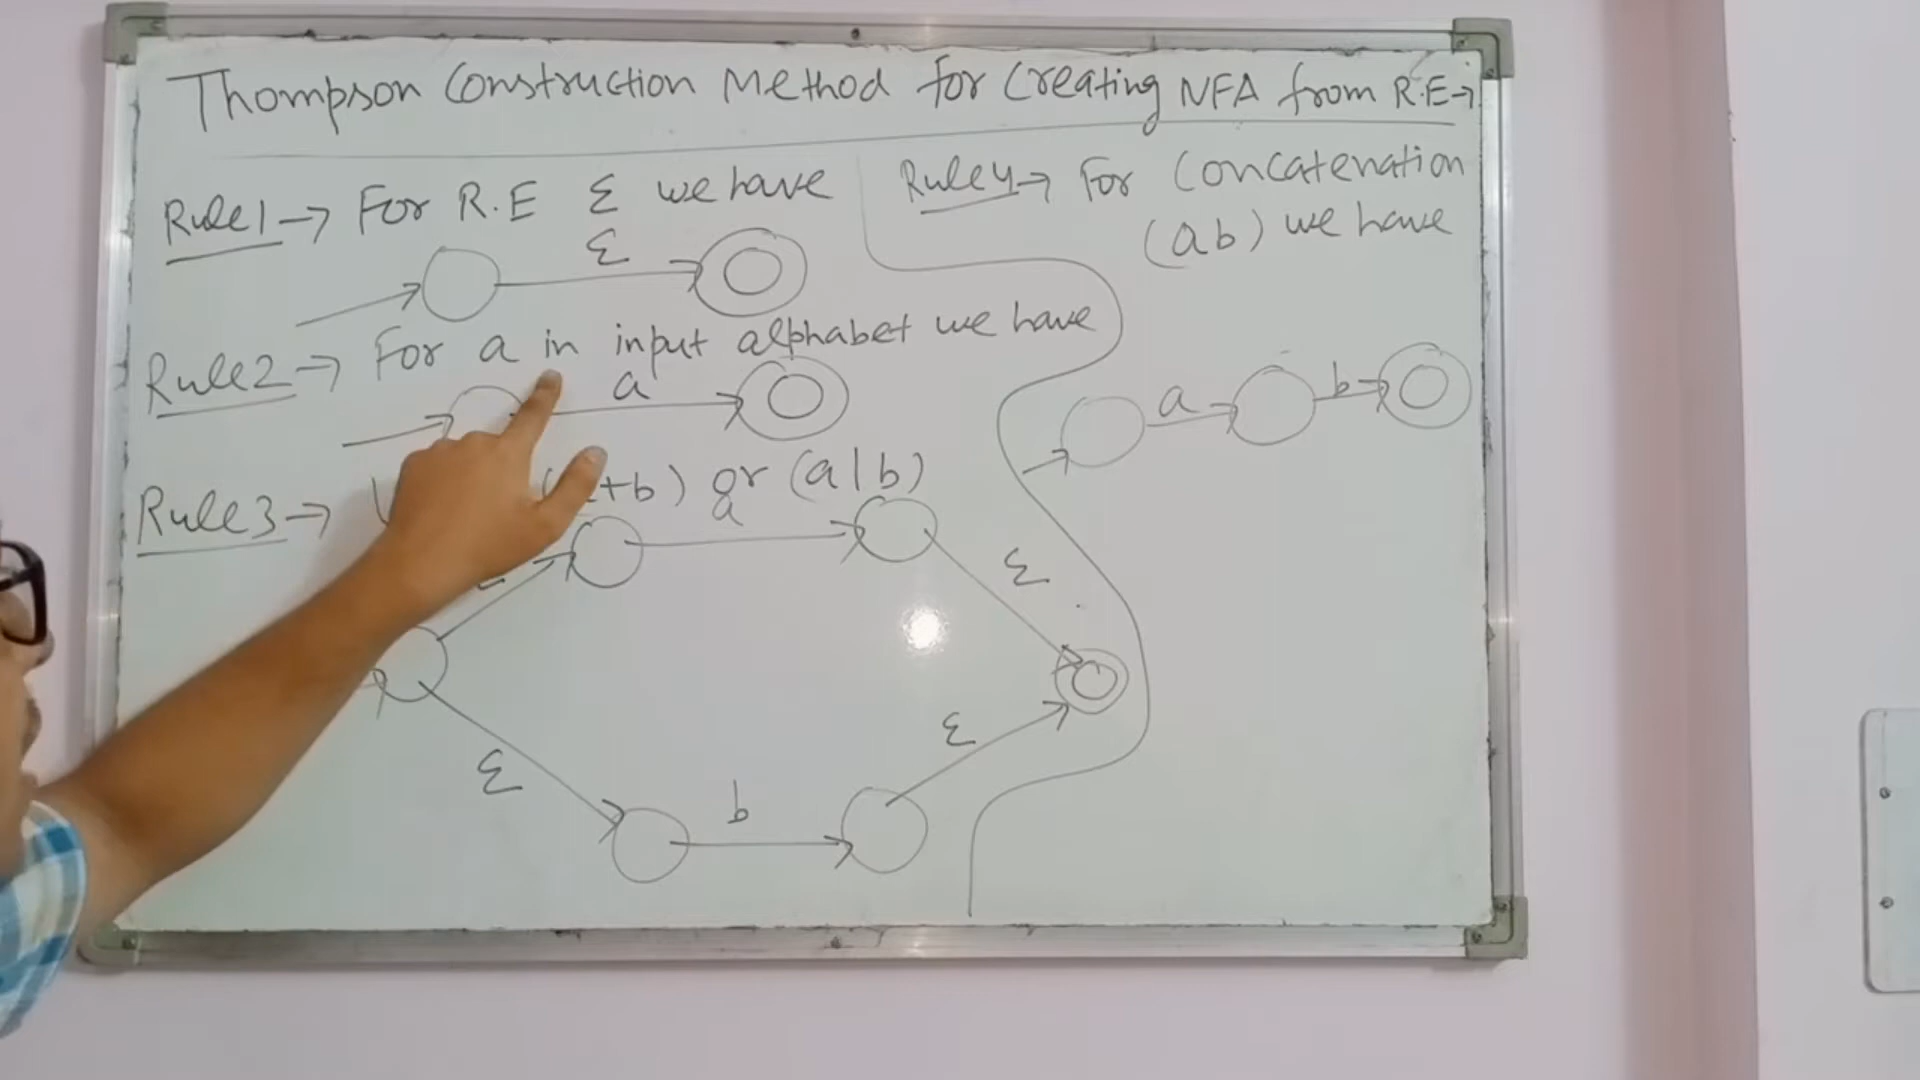 Thompson Construction Method for Creating NFA from R.E→
Rule1→ For R.E ε we have
ε
Rule2→ For a in input alphabet we have
a
Rule3→ +b) or (a|b)
a
ε
ε
ε
b
Rule4→ For Concatenation
(ab) we have
a b